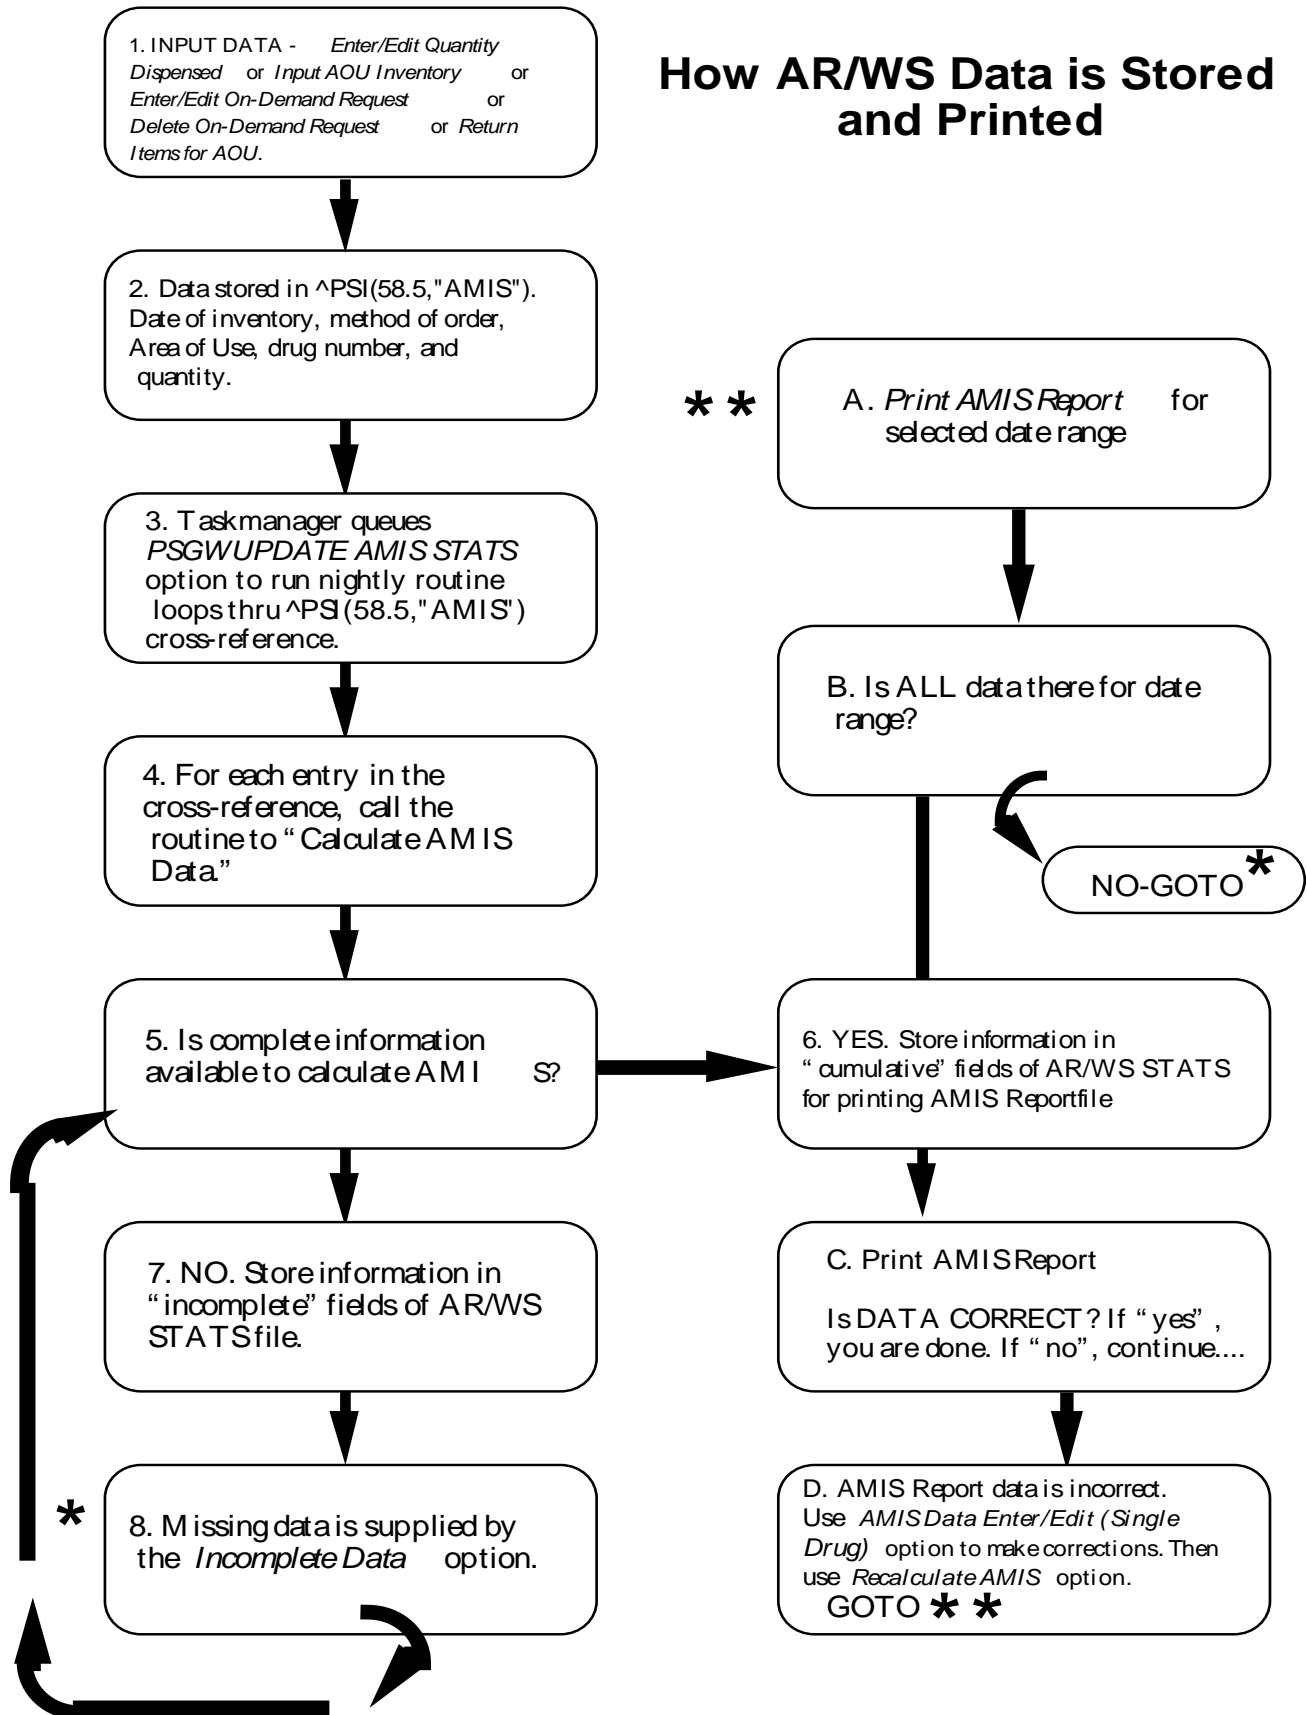 How AR/WS Data is Stored
and Printed
1. INPUT DATA - Enter/Edit Quantity
Dispensed or Input AOU Inventory or
Enter/Edit On-Demand Request or
Delete On-Demand Request or Return
Items for AOU.
2. Data stored in ^PSI(58.5,"AMIS").
Date of inventory, method of order,
Area of Use, drug number, and
quantity.
3. Taskmanager queues
PSGW UPDATE AMIS STATS
option to run nightly routine
loops thru ^PSI(58.5,"AMIS")
cross-reference.
4. For each entry in the
cross-reference, call the
routine to “Calculate AMIS
Data.”
5. Is complete information
available to calculate AMIS?
7. NO. Store information in
“incomplete” fields of AR/WS
STATS file.
*
8. Missing data is supplied by
the Incomplete Data option.
**
A. Print AMIS Report for
selected date range
B. Is ALL data there for date
range?
NO-GOTO *
6. YES. Store information in
“cumulative” fields of AR/WS STATS
for printing AMIS Reportfile
C. Print AMIS Report
Is DATA CORRECT? If “yes”,
you are done. If “no”, continue....
D. AMIS Report data is incorrect.
Use AMIS Data Enter/Edit (Single
Drug) option to make corrections. Then
use Recalculate AMIS option.
GOTO **